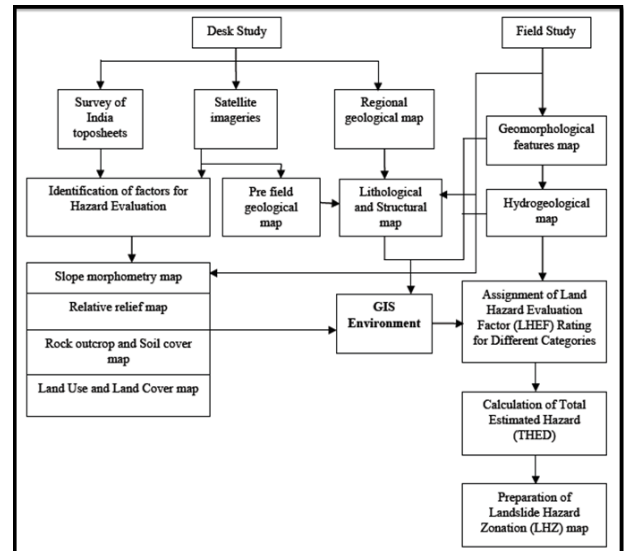 Desk Study
Field Study
Survey of
India
toposheets
Satellite
imageries
Regional
geological map
Geomorphological
features map
Identification of factors for
Hazard Evaluation
Pre field
geological
map
Lithological
and Structural
map
Hydrogeological
map
Slope morphometry map
Relative relief map
Rock outcrop and Soil cover
map
Land Use and Land Cover map
GIS
Environment
Assignment of Land
Hazard Evaluation
Factor (LHEF) Rating
for Different Categories
Calculation of Total
Estimated Hazard
(THED)
Preparation of
Landslide Hazard
Zonation (LHZ) map